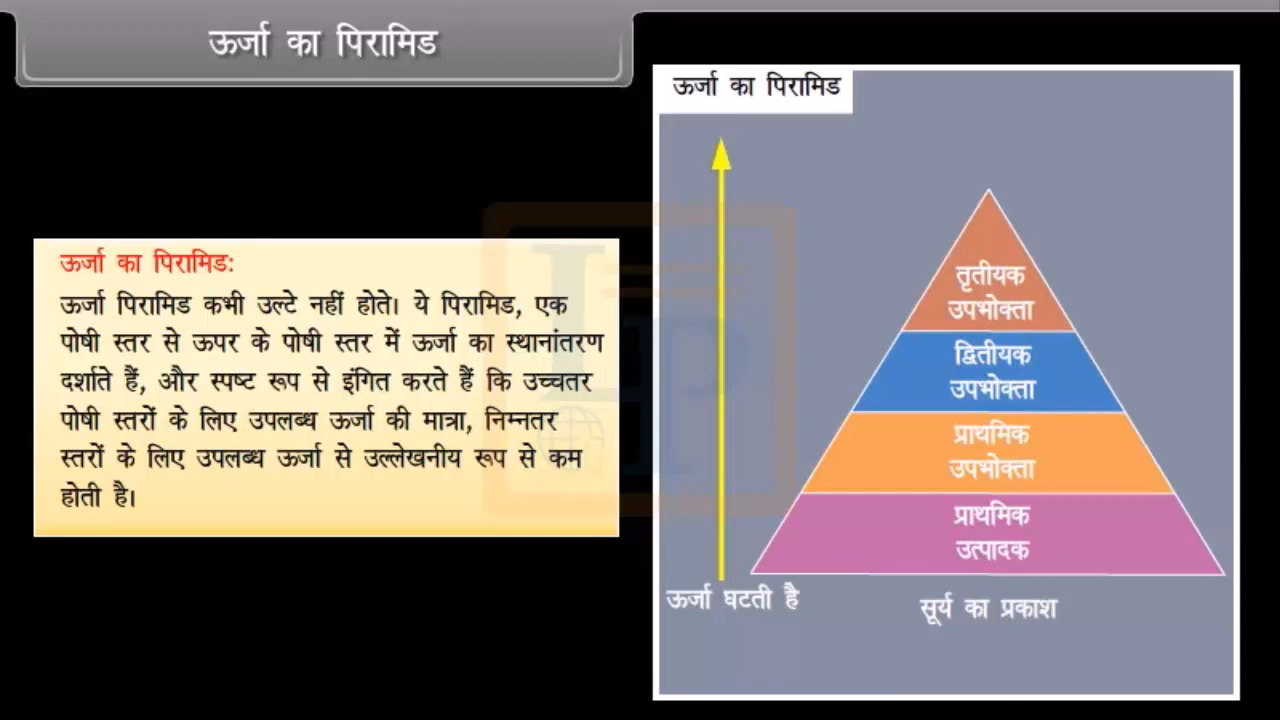 ऊर्जा का पिरामिड
ऊर्जा का पिरामिड:
ऊर्जा पिरामिड कभी उल्टे नहीं होते। ये पिरामिड, एक
पोषी स्तर से ऊपर के पोषी स्तर में ऊर्जा का स्थानांतरण
दर्शाते हैं, और स्पष्ट रूप से इंगित करते हैं कि उच्चतर
पोषी स्तरों के लिए उपलब्ध ऊर्जा की मात्रा, निम्नतर
स्तरों के लिए उपलब्ध ऊर्जा से उल्लेखनीय रूप से कम
होती है।
ऊर्जा का पिरामिड
तृतीयक
उपभोक्ता
द्वितीयक
उपभोक्ता
प्राथमिक
उपभोक्ता
प्राथमिक
उत्पादक
ऊर्जा घटती है
सूर्य का प्रकाश